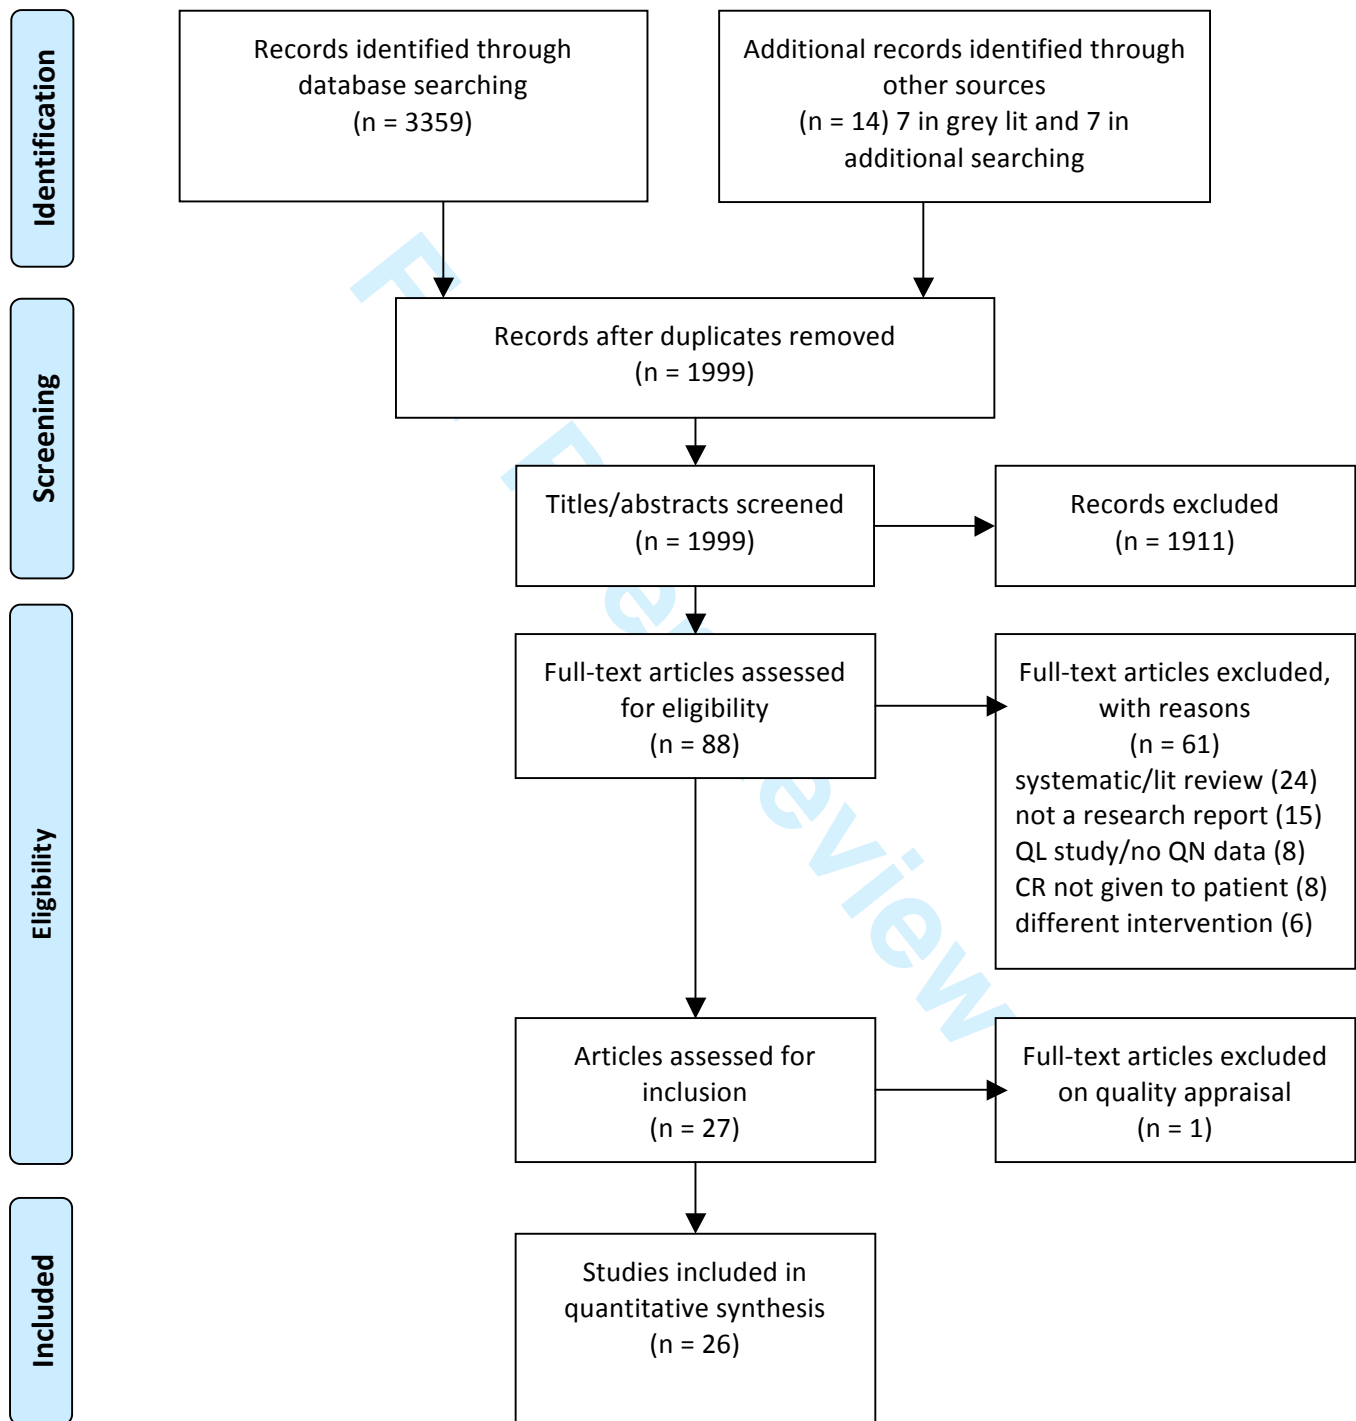 Identification
Records identified through
database searching
(n = 3359)
Additional records identified through
other sources
(n = 14) 7 in grey lit and 7 in
additional searching
Screening
Records after duplicates removed
(n = 1999)
Titles/abstracts screened
(n = 1999)
Records excluded
(n = 1911)
Eligibility
Full-text articles assessed
for eligibility
(n = 88)
Full-text articles excluded,
with reasons
(n = 61)
systematic/lit review (24)
not a research report (15)
QL study/no QN data (8)
CR not given to patient (8)
different intervention (6)
Articles assessed for
inclusion
(n = 27)
Full-text articles excluded
on quality appraisal
(n = 1)
Included
Studies included in
quantitative synthesis
(n = 26)